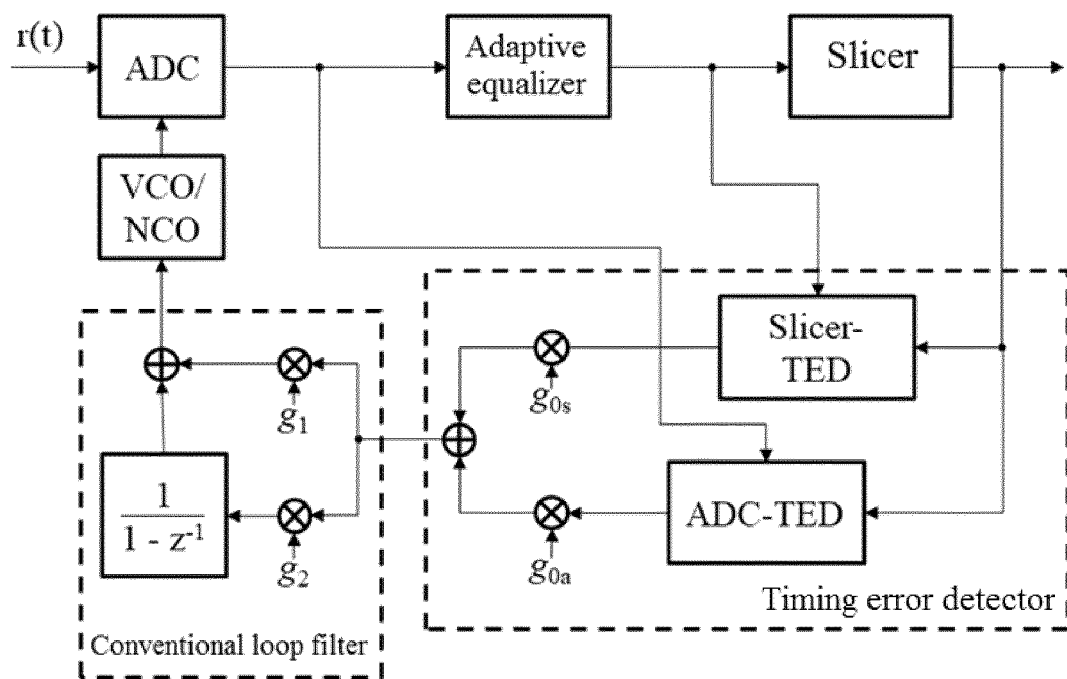 r(t)
ADC
Adaptive
equalizer
Slicer
VCO/
NCO
Slicer-
TED
g0s
g1
1
1 - z-1
g2
ADC-TED
g0a
Timing error detector
Conventional loop filter